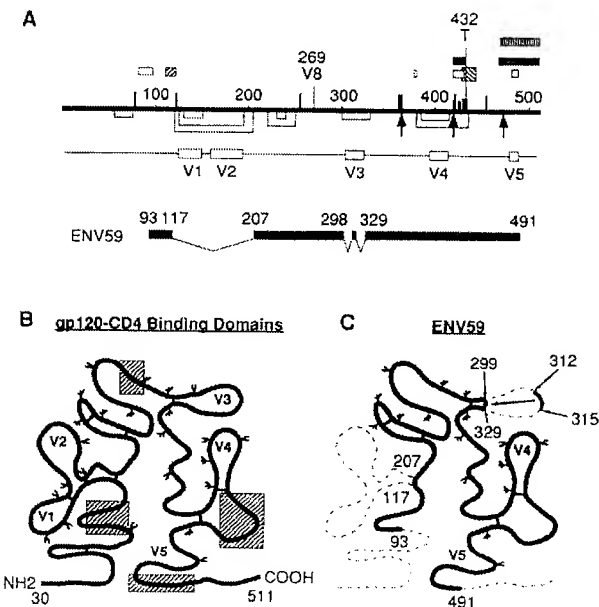 A
432
269
V8
100 200 300 400 500
V1 V2 V3 V4 V5
93 117 207 298 329 491
ENV59
B gp120-CD4 Binding Domains
V3
V2
V4
V1
V5
NH2
30
COOH
511
C ENV59
299
312
329
315
V4
207
117
93
V5
491